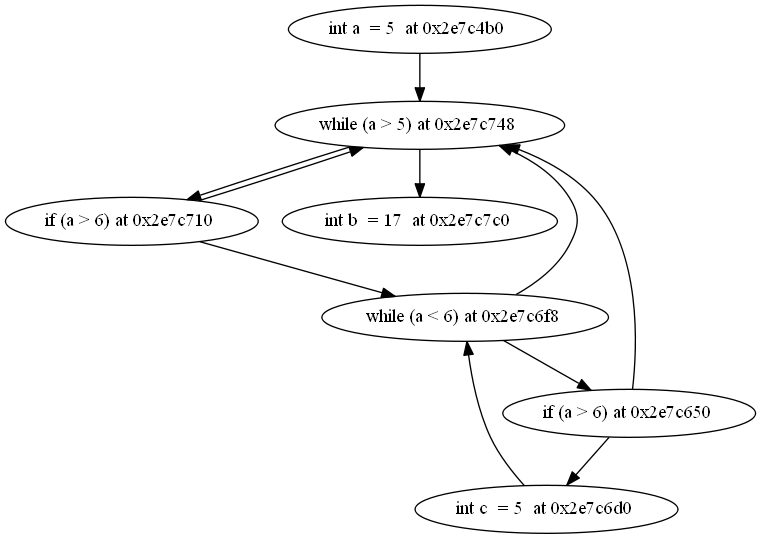 int a = 5 at 0x2e7c4b0
while (a > 5) at 0x2e7c748
if (a > 6) at 0x2e7c710
int b = 17 at 0x2e7c7c0
while (a < 6) at 0x2e7c6f8
if (a > 6) at 0x2e7c650
int c = 5 at 0x2e7c6d0